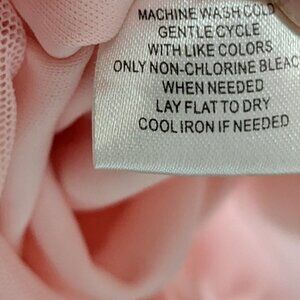 MACHINE WASH COLD
GENTLE CYCLE
WITH LIKE COLORS
ONLY NON-CHLORINE BLEAC
WHEN NEEDED
LAY FLAT TO DRY
COOL IRON IF NEEDED